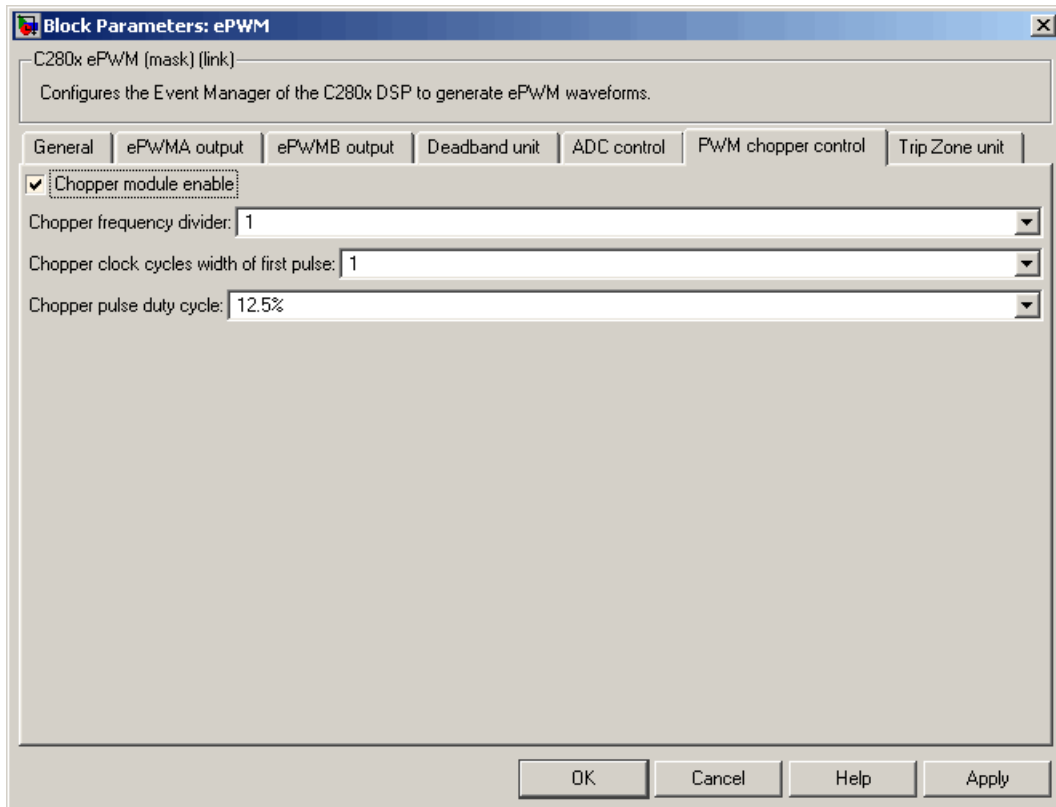 Block Parameters: ePWM
C280x ePWM (mask) (link)
Configures the Event Manager of the C280x DSP to generate ePWM waveforms.
General ePWMA output ePWMB output Deadband unit ADC control PWM chopper control Trip Zone unit
Chopper module enable
Chopper frequency divider: 1
Chopper clock cycles width of first pulse: 1
Chopper pulse duty cycle: 12.5%
OK Cancel Help Apply